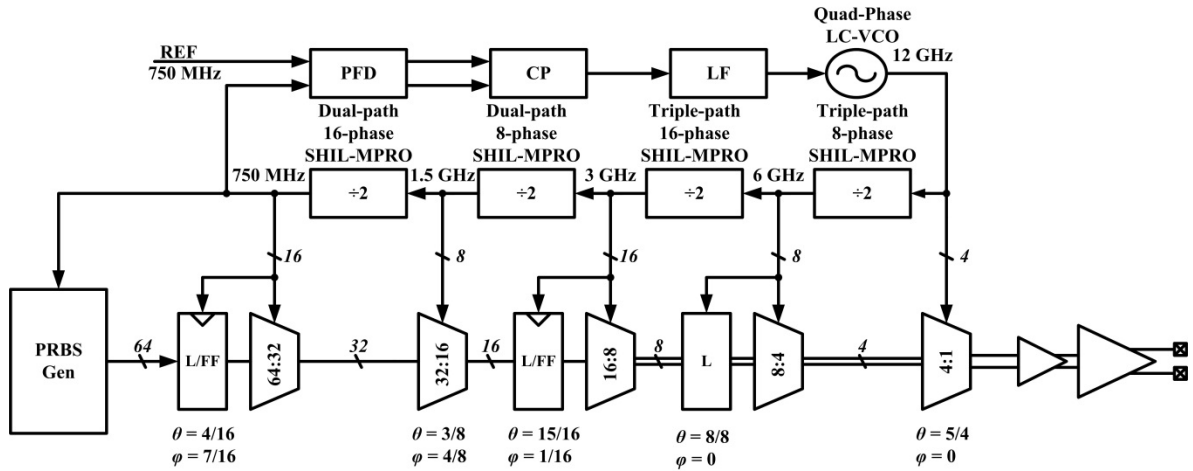 Quad-Phase
LC-VCO
REF
750 MHz
PFD
CP
LF
12 GHz
Dual-path
16-phase
SHIL-MPRO
Dual-path
8-phase
SHIL-MPRO
Triple-path
16-phase
SHIL-MPRO
Triple-path
8-phase
SHIL-MPRO
750 MHz
÷2
1.5 GHz
÷2
3 GHz
÷2
6 GHz
÷2
16
8
16
8
4
PRBS
Gen
64
L/FF
64:32
32
32:16
16
L/FF
16:8
8
L
8:4
4
4:1
θ = 4/16
φ = 7/16
θ = 3/8
φ = 4/8
θ = 15/16
φ = 1/16
θ = 8/8
φ = 0
θ = 5/4
φ = 0